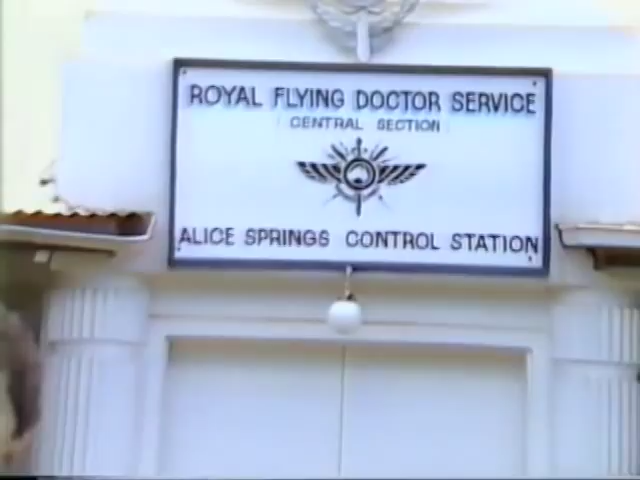 ROYAL FLYING DOCTOR SERVICE
CENTRAL SECTION
ALICE SPRINGS CONTROL STATION